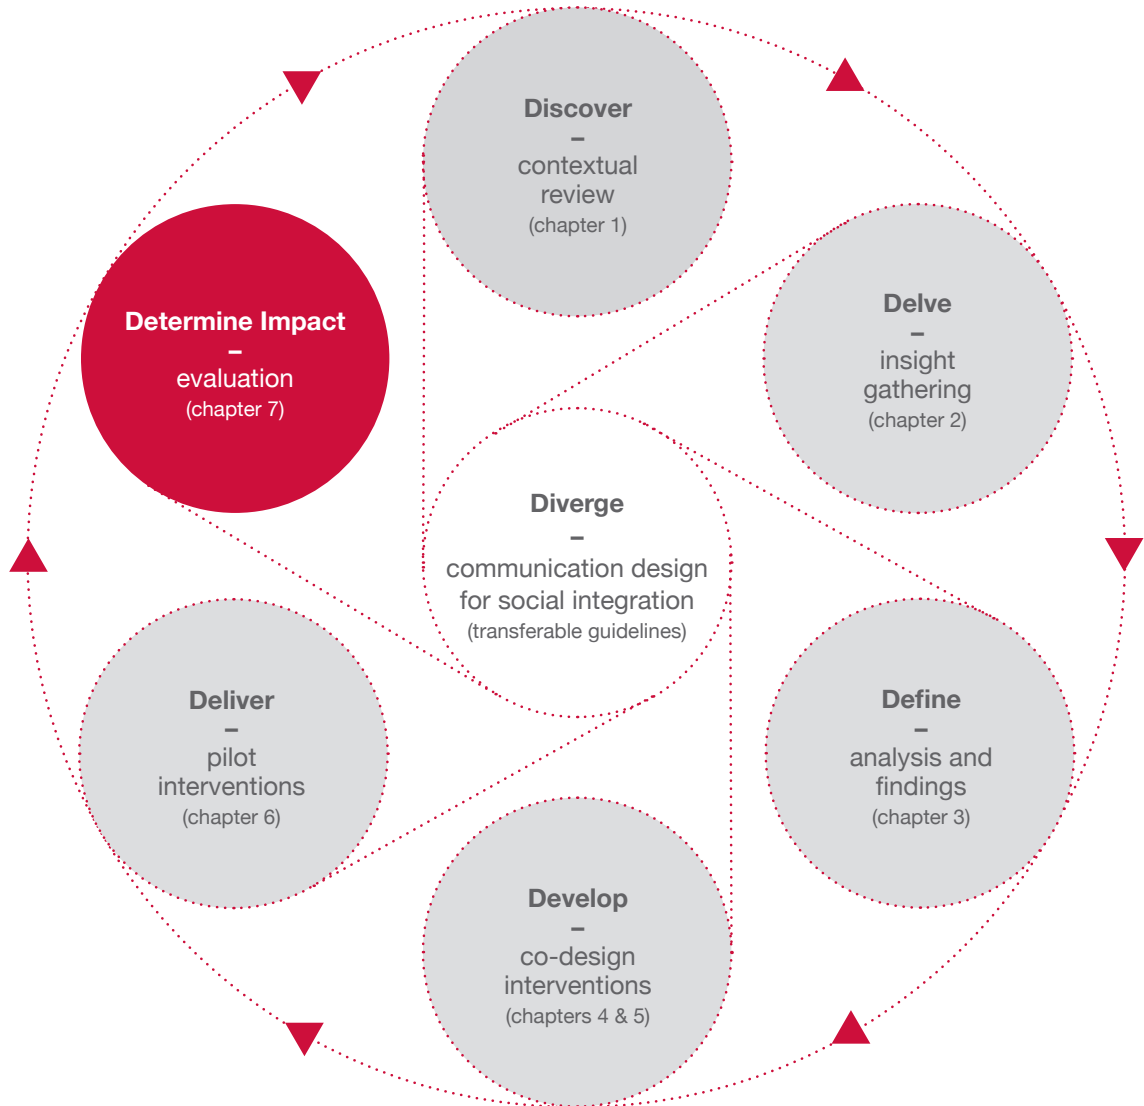 Discover
–
contextual
review
(chapter 1)
Delve
–
insight
gathering
(chapter 2)
Define
–
analysis and
findings
(chapter 3)
Develop
–
co-design
interventions
(chapters 4 & 5)
Deliver
–
pilot
interventions
(chapter 6)
Determine Impact
–
evaluation
(chapter 7)
Diverge
–
communication design
for social integration
(transferable guidelines)